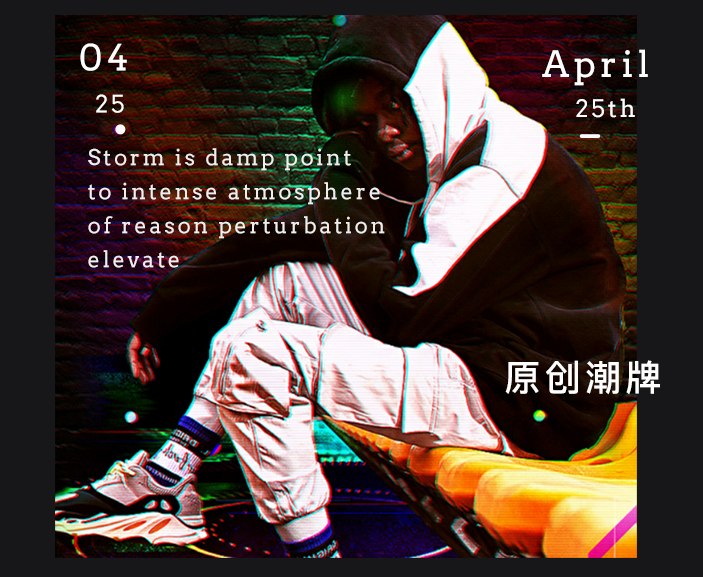 04
25
April
25th
Storm is damp point
to intense atmosphere
of reason perturbation
elevate
原创潮牌